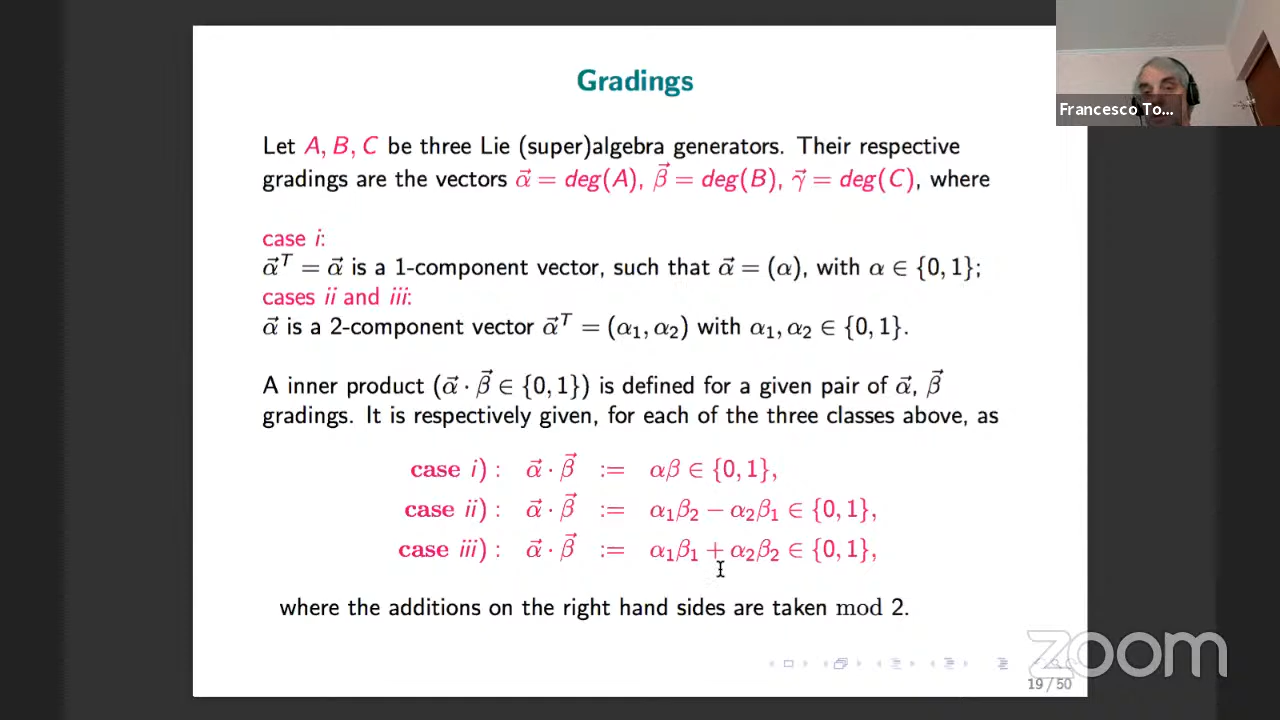 Gradings
Let A, B, C be three Lie (super)algebra generators. Their respective
gradings are the vectors α⃗ = deg(A), β⃗ = deg(B), γ⃗ = deg(C), where
case i:
α⃗ᵀ = α⃗ is a 1-component vector, such that α⃗ = (α), with α ∈ {0, 1};
cases ii and iii:
α⃗ is a 2-component vector α⃗ᵀ = (α₁, α₂) with α₁, α₂ ∈ {0, 1}.
A inner product (α⃗ · β⃗ ∈ {0, 1}) is defined for a given pair of α⃗, β⃗
gradings. It is respectively given, for each of the three classes above, as
case i) : α⃗ · β⃗ := αβ ∈ {0, 1},
case ii) : α⃗ · β⃗ := α₁β₂ − α₂β₁ ∈ {0, 1},
case iii) : α⃗ · β⃗ := α₁β₁ + α₂β₂ ∈ {0, 1},
where the additions on the right hand sides are taken mod 2.
19 / 50
Francesco To...
zoom